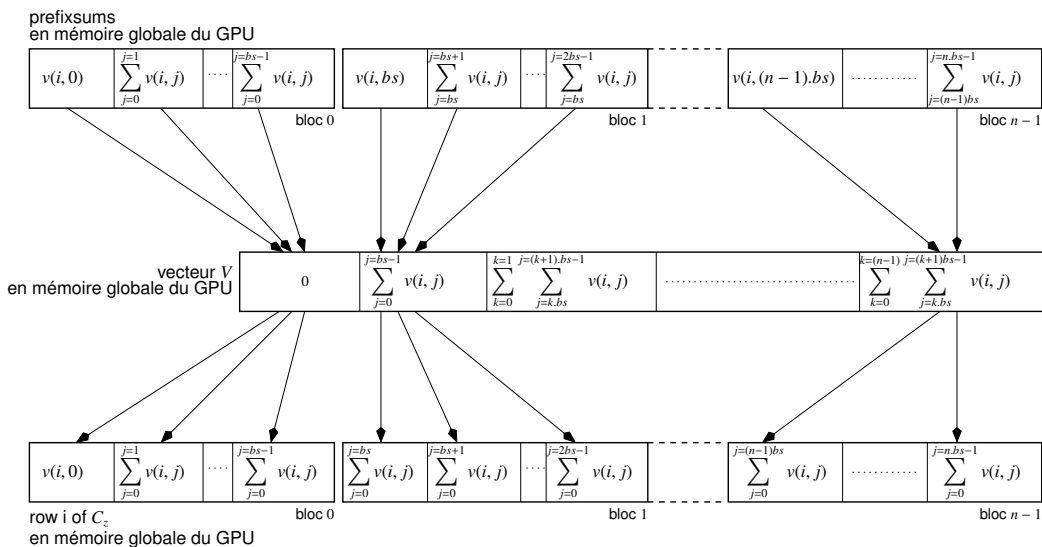 prefixsums
en mémoire globale du GPU
v(i, 0) ∑_{j=0}^{j=1} v(i, j) ···· ∑_{j=0}^{j=bs−1} v(i, j) v(i, bs) ∑_{j=bs}^{j=bs+1} v(i, j) ···· ∑_{j=bs}^{j=2bs−1} v(i, j) v(i, (n − 1).bs) ············ ∑_{j=(n−1)bs}^{j=n.bs−1} v(i, j)
bloc 0 bloc 1 bloc n − 1
vecteur V
en mémoire globale du GPU
0 ∑_{j=0}^{j=bs−1} v(i, j) ∑_{k=0}^{k=1} ∑_{j=k.bs}^{j=(k+1).bs−1} v(i, j) ················ ∑_{k=0}^{k=(n−1)} ∑_{j=k.bs}^{j=(k+1)bs−1} v(i, j)
v(i, 0) ∑_{j=0}^{j=1} v(i, j) ···· ∑_{j=0}^{j=bs−1} v(i, j) ∑_{j=0}^{j=bs} v(i, j) ∑_{j=0}^{j=bs+1} v(i, j) ···· ∑_{j=0}^{j=2bs−1} v(i, j) ∑_{j=0}^{j=(n−1)bs} v(i, j) ············ ∑_{j=0}^{j=n.bs−1} v(i, j)
bloc 0 bloc 1 bloc n − 1
row i of C_z
en mémoire globale du GPU